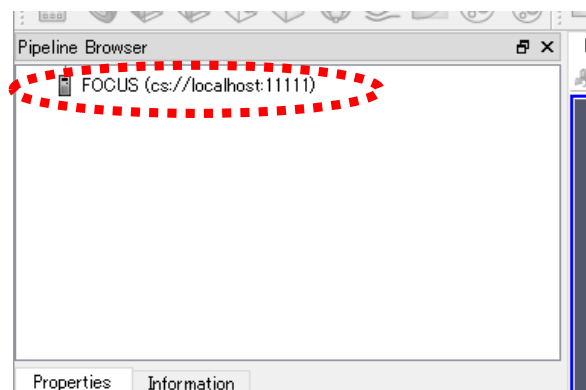 Pipeline Browser
FOCUS (cs://localhost:11111)
Properties
Information